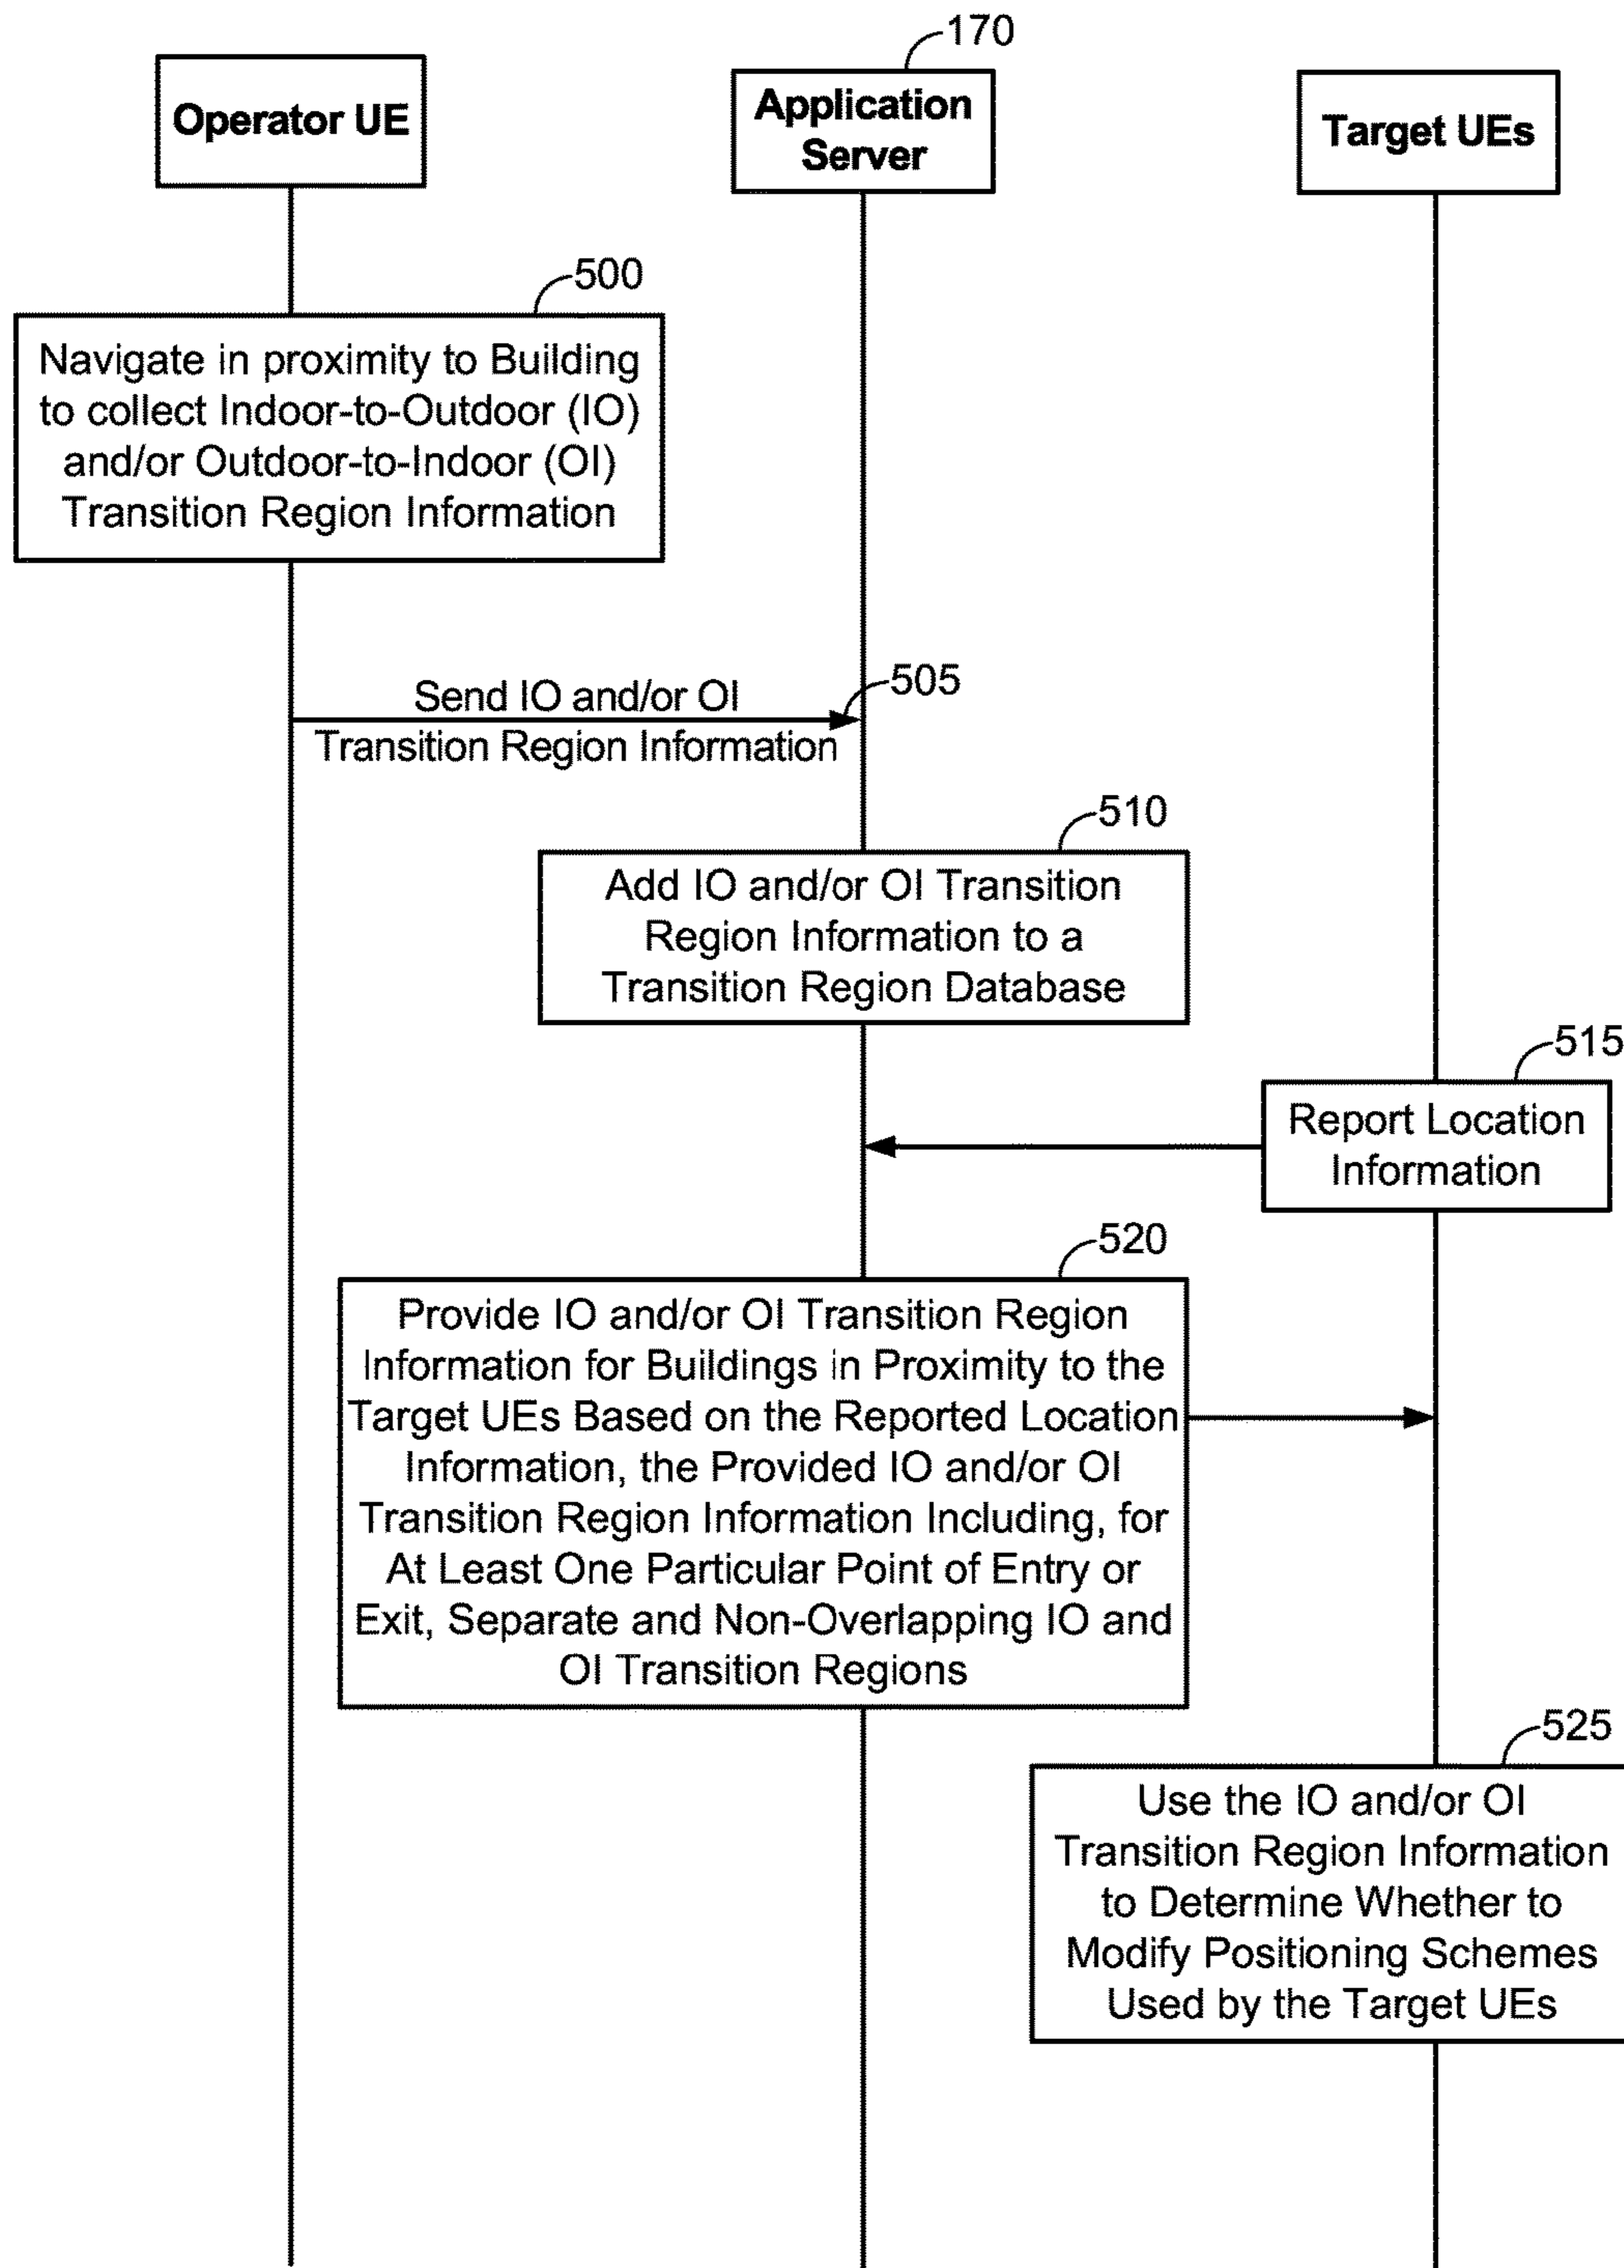 170
Operator UE
Application
Server
Target UEs
500
Navigate in proximity to Building
to collect Indoor-to-Outdoor (IO)
and/or Outdoor-to-Indoor (OI)
Transition Region Information
505
Send IO and/or OI
Transition Region Information
510
Add IO and/or OI Transition
Region Information to a
Transition Region Database
515
Report Location
Information
520
Provide IO and/or OI Transition Region
Information for Buildings in Proximity to the
Target UEs Based on the Reported Location
Information, the Provided IO and/or OI
Transition Region Information Including, for
At Least One Particular Point of Entry or
Exit, Separate and Non-Overlapping IO and
OI Transition Regions
525
Use the IO and/or OI
Transition Region Information
to Determine Whether to
Modify Positioning Schemes
Used by the Target UEs